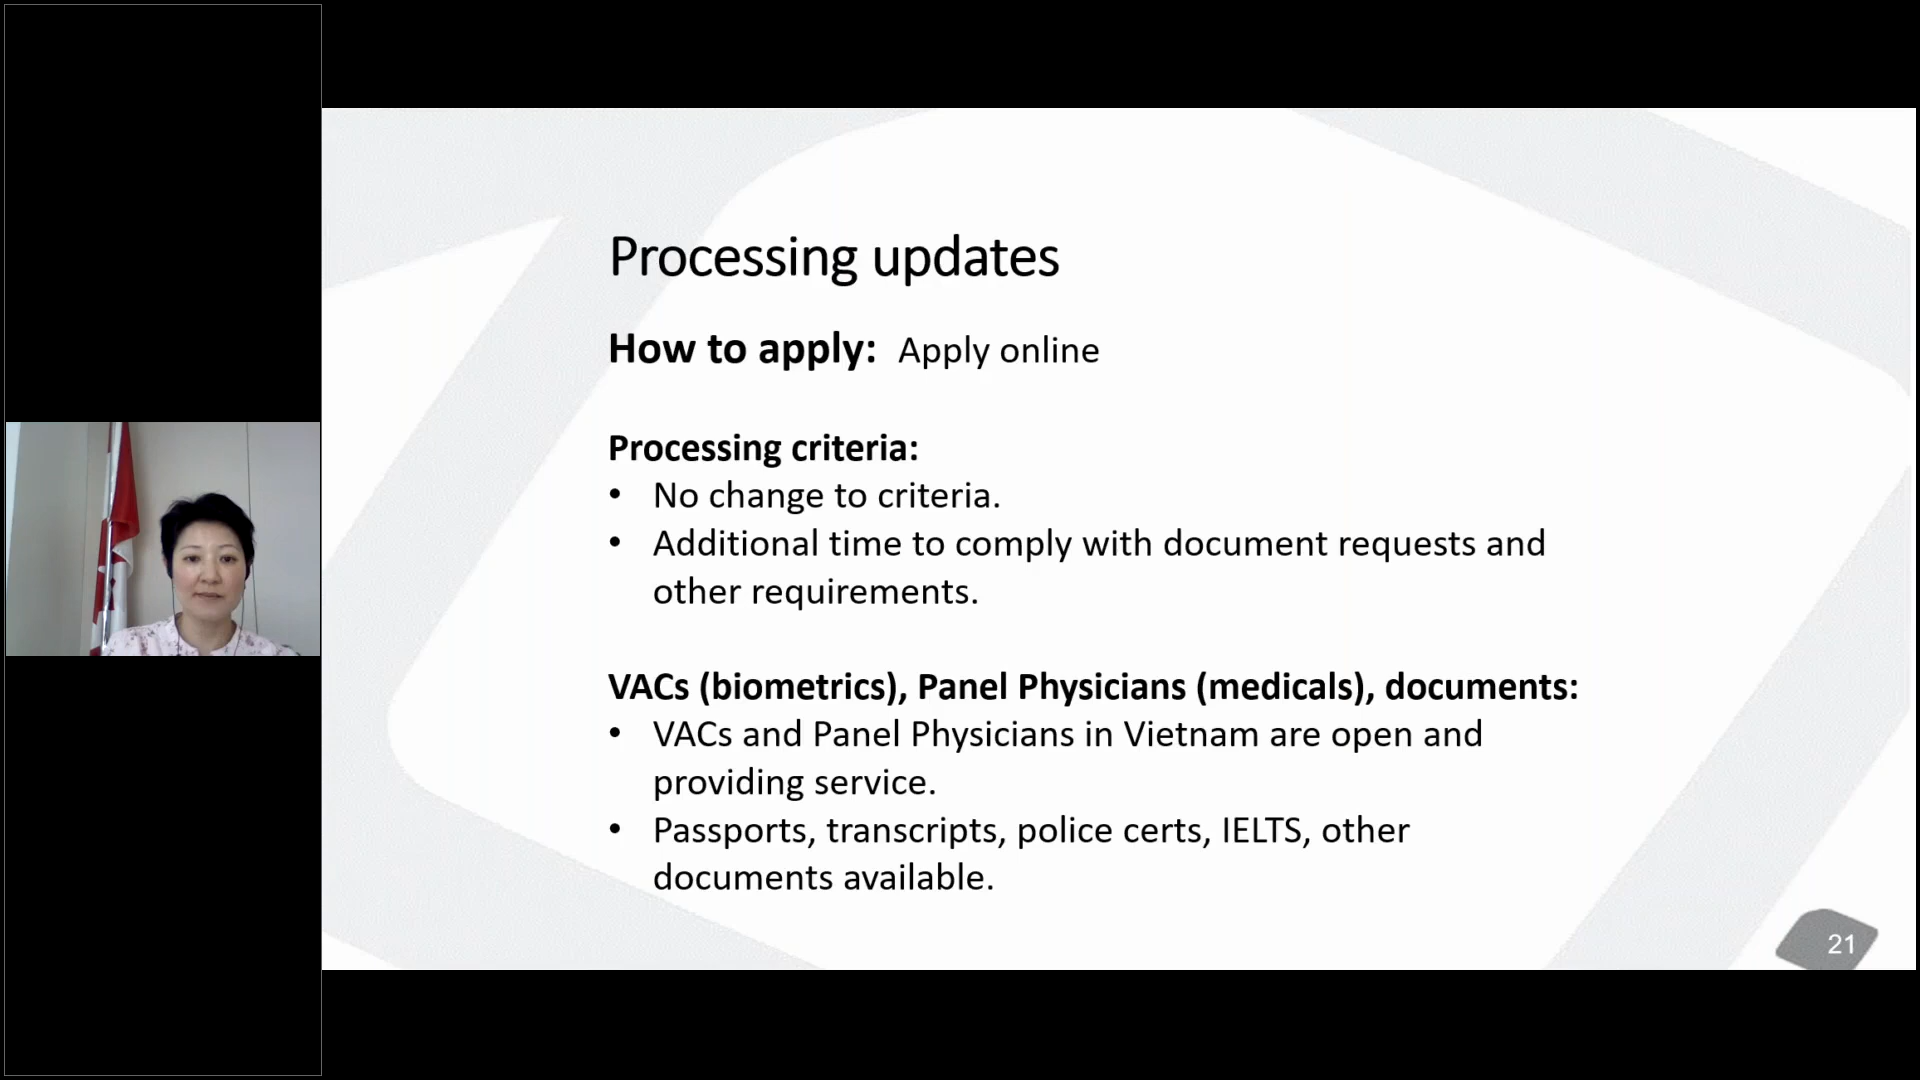 Processing updates
How to apply: Apply online
Processing criteria:
• No change to criteria.
• Additional time to comply with document requests and
other requirements.
VACs (biometrics), Panel Physicians (medicals), documents:
• VACs and Panel Physicians in Vietnam are open and
providing service.
• Passports, transcripts, police certs, IELTS, other
documents available.
21